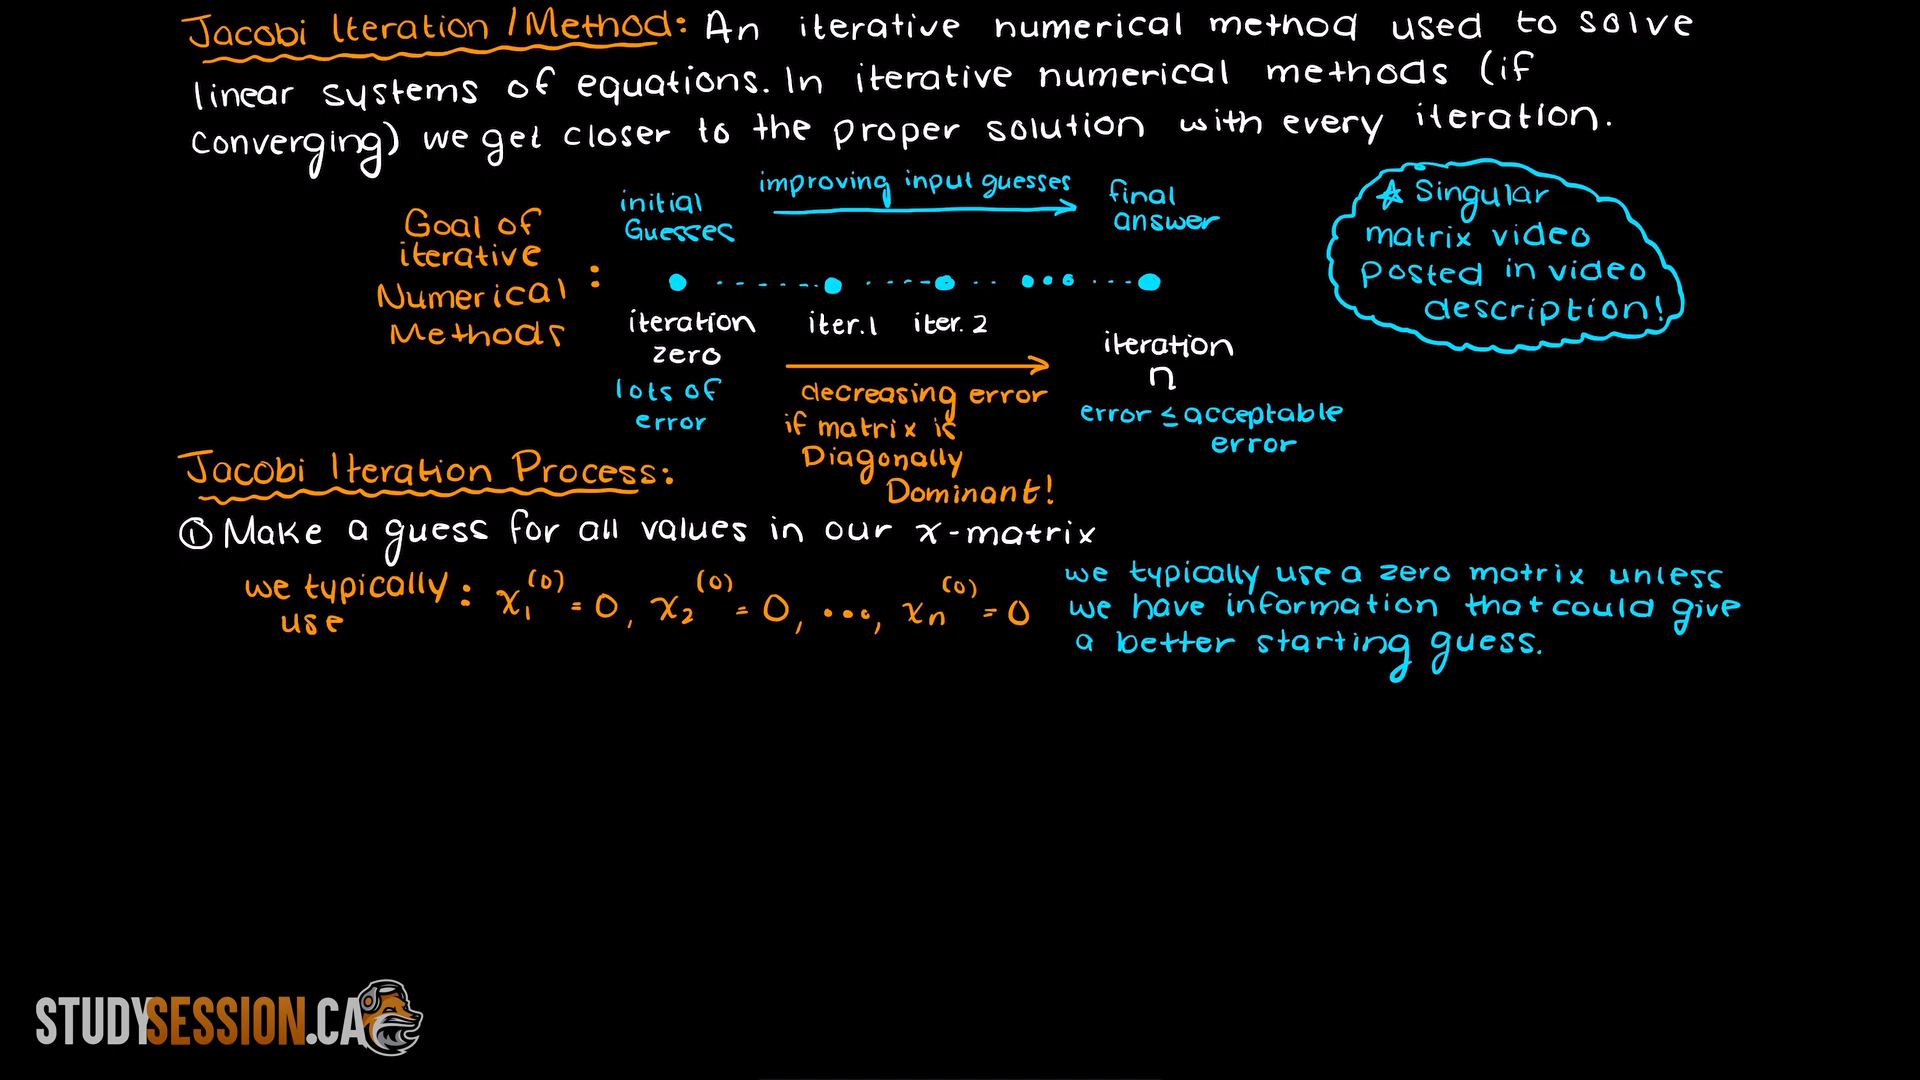 Jacobi Iteration / Method: An iterative numerical method used to solve
linear systems of equations. In iterative numerical methods (if
converging) we get closer to the proper solution with every iteration.
Goal of
iterative
Numerical
Methods :
initial
Guesses
improving input guesses
final
answer
iteration
zero
iter.1
iter. 2
iteration
n
lots of
error
decreasing error
if matrix is
Diagonally
Dominant!
error ≤ acceptable
error
☆ Singular
matrix video
posted in video
description!
Jacobi Iteration Process:
① Make a guess for all values in our x-matrix
we typically :
use
x₁⁽⁰⁾ = 0, x₂⁽⁰⁾ = 0, ..., xₙ⁽⁰⁾ = 0
we typically use a zero matrix unless
we have information that could give
a better starting guess.
STUDYSESSION.CA